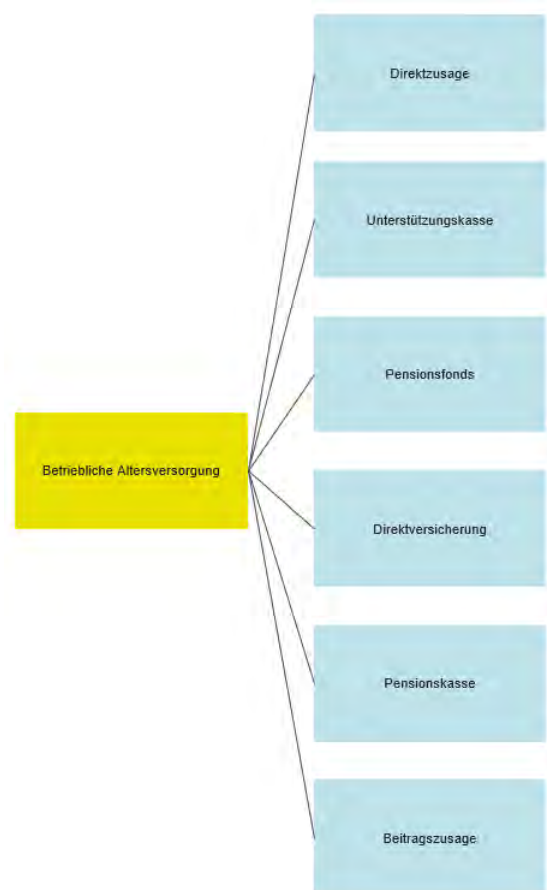 Direktzusage
Unterstützungskasse
Pensionsfonds
Betriebliche Altersversorgung
Direktversicherung
Pensionskasse
Beitragszusage